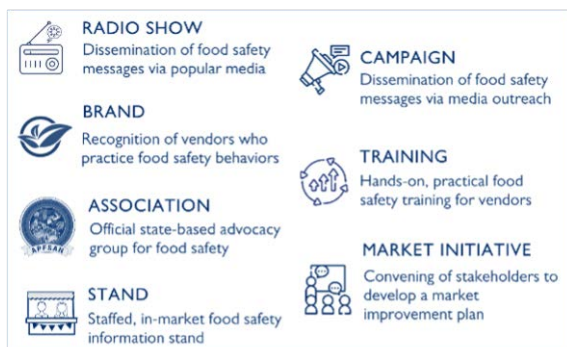 RADIO SHOW
Dissemination of food safety
messages via popular media
BRAND
Recognition of vendors who
practice food safety behaviors
ASSOCIATION
Official state-based advocacy
group for food safety
APFSAN
STAND
Staffed, in-market food safety
information stand
CAMPAIGN
Dissemination of food safety
messages via media outreach
TRAINING
Hands-on, practical food
safety training for vendors
MARKET INITIATIVE
Convening of stakeholders to
develop a market
improvement plan